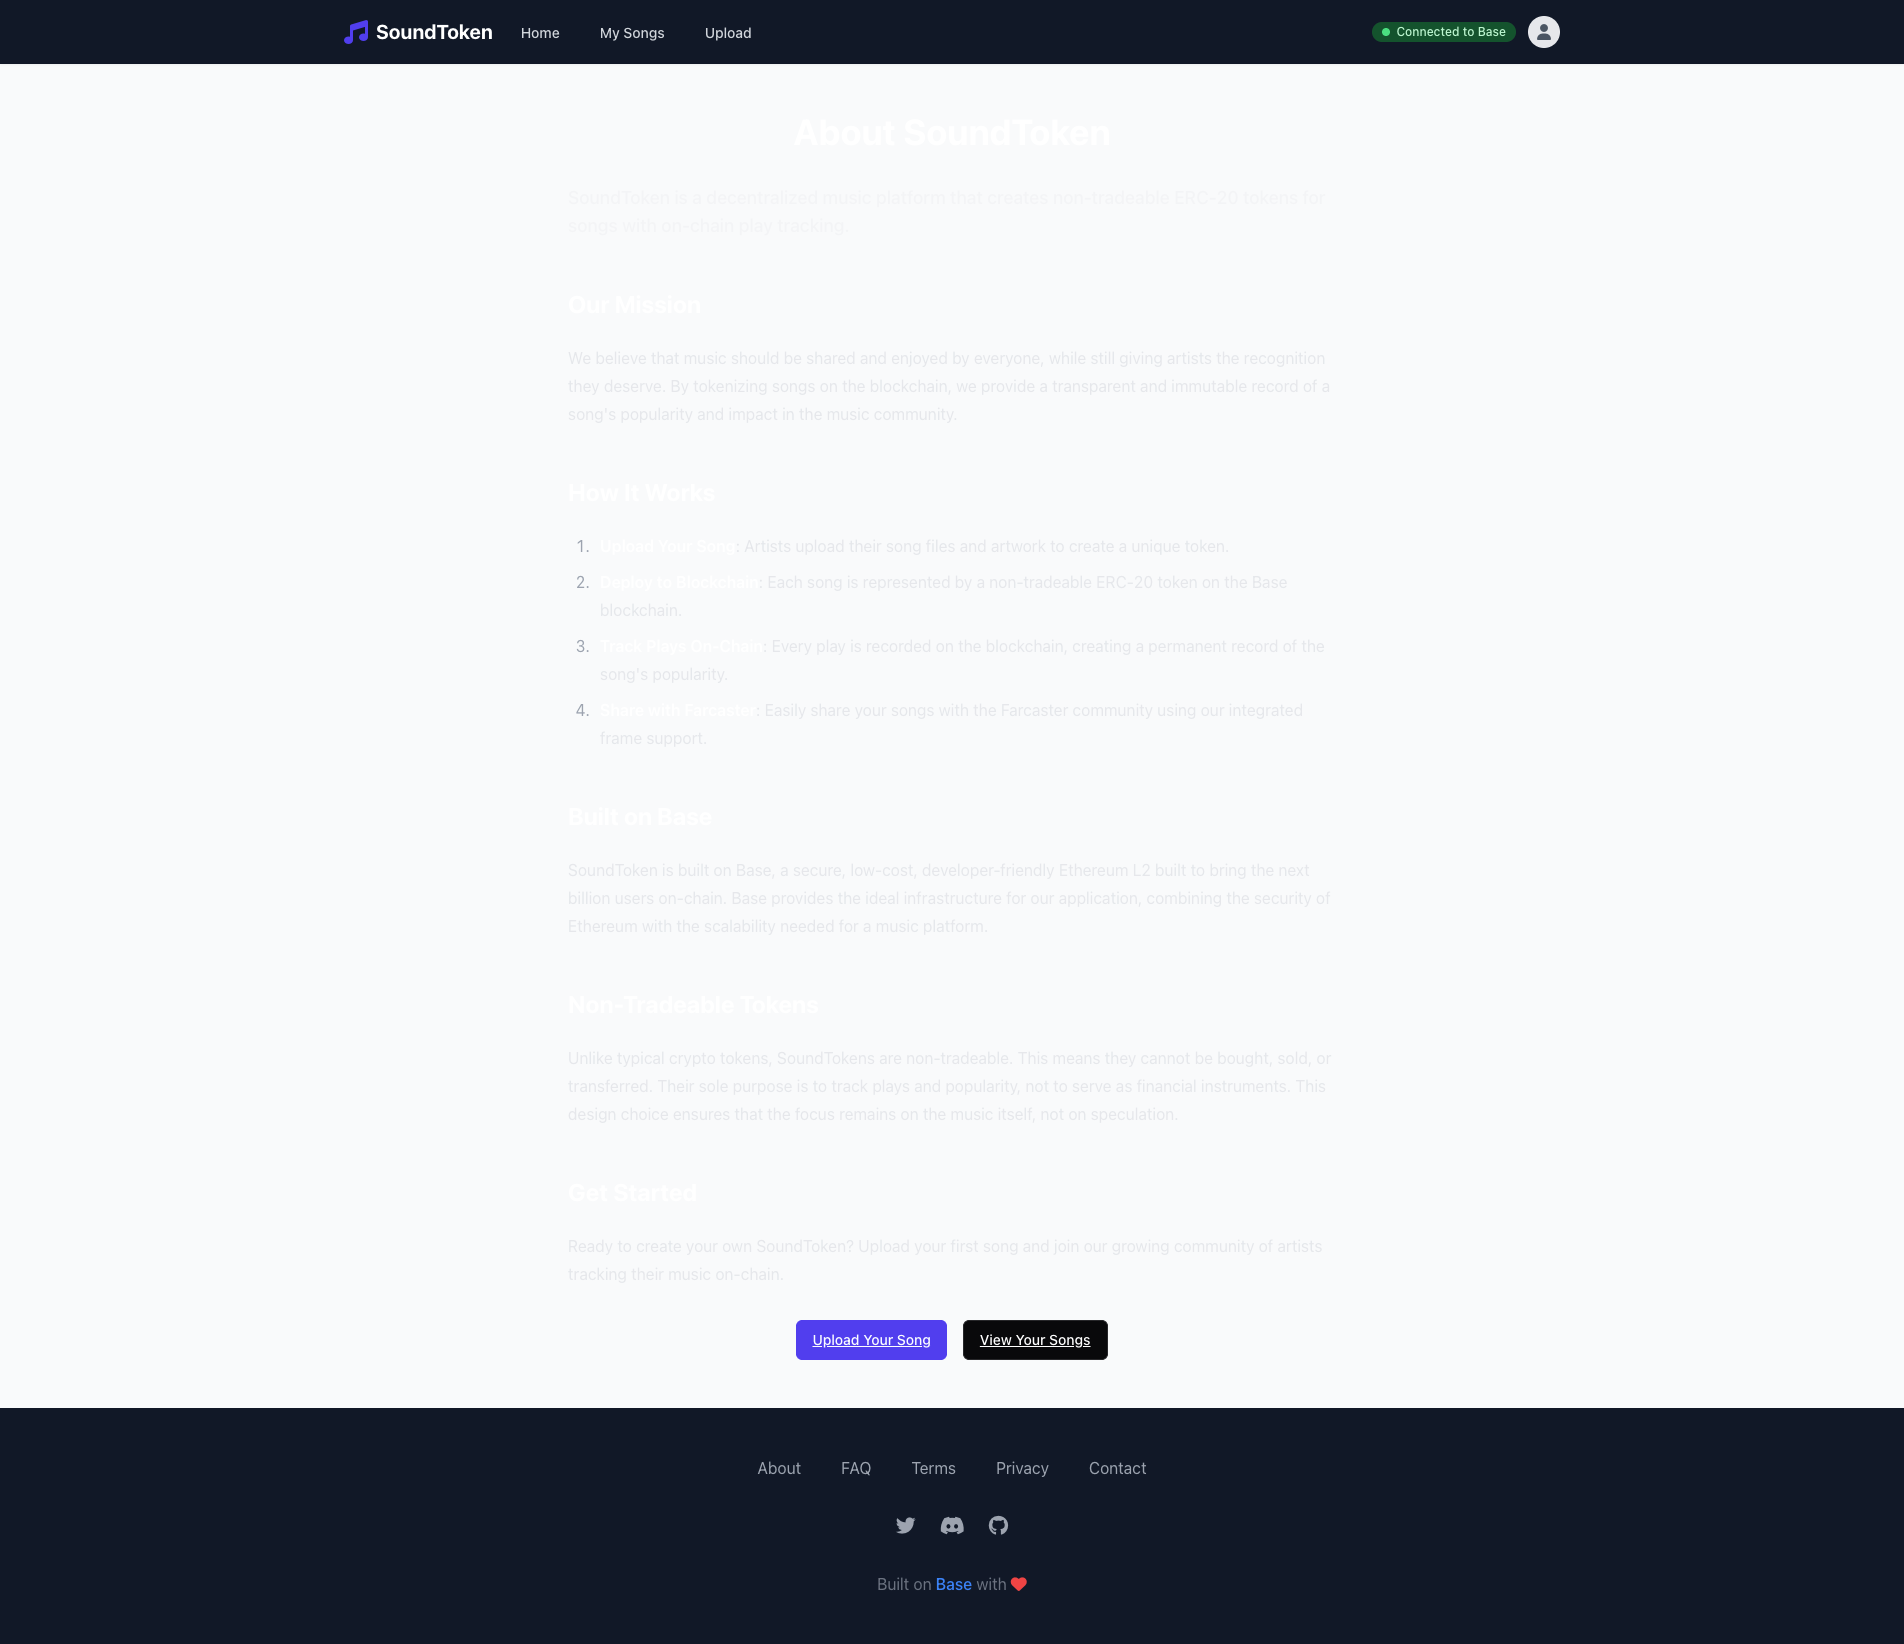 SoundToken Home My Songs Upload Connected to Base
About SoundToken
SoundToken is a decentralized music platform that creates non-tradeable ERC-20 tokens for
songs with on-chain play tracking.
Our Mission
We believe that music should be shared and enjoyed by everyone, while still giving artists the recognition
they deserve. By tokenizing songs on the blockchain, we provide a transparent and immutable record of a
song's popularity and impact in the music community.
How It Works
1. Upload Your Song: Artists upload their song files and artwork to create a unique token.
2. Deploy to Blockchain: Each song is represented by a non-tradeable ERC-20 token on the Base
blockchain.
3. Track Plays On-Chain: Every play is recorded on the blockchain, creating a permanent record of the
song's popularity.
4. Share with Farcaster: Easily share your songs with the Farcaster community using our integrated
frame support.
Built on Base
SoundToken is built on Base, a secure, low-cost, developer-friendly Ethereum L2 built to bring the next
billion users on-chain. Base provides the ideal infrastructure for our application, combining the security of
Ethereum with the scalability needed for a music platform.
Non-Tradeable Tokens
Unlike typical crypto tokens, SoundTokens are non-tradeable. This means they cannot be bought, sold, or
transferred. Their sole purpose is to track plays and popularity, not to serve as financial instruments. This
design choice ensures that the focus remains on the music itself, not on speculation.
Get Started
Ready to create your own SoundToken? Upload your first song and join our growing community of artists
tracking their music on-chain.
Upload Your Song View Your Songs
About FAQ Terms Privacy Contact
Built on Base with